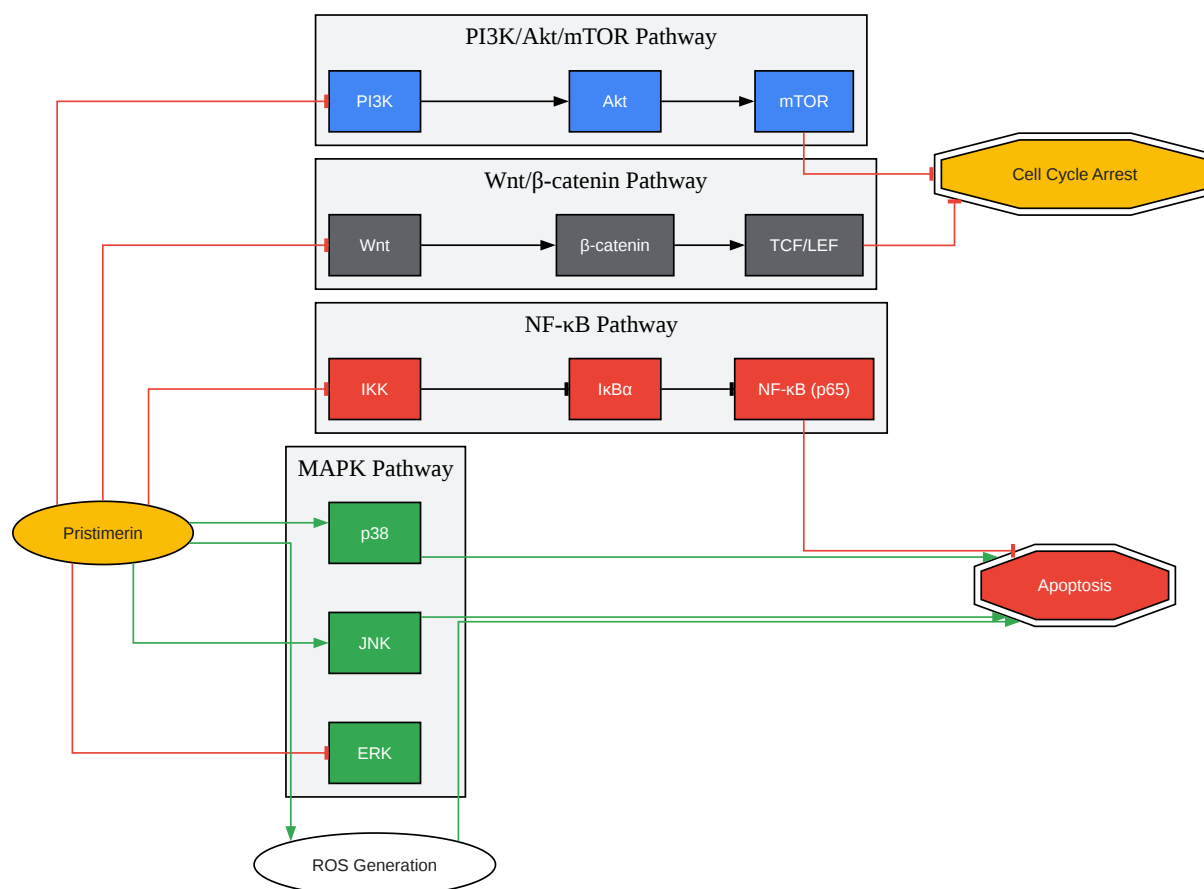 PI3K/Akt/mTOR Pathway
PI3K
Akt
mTOR
Wnt/β-catenin Pathway
Cell Cycle Arrest
Wnt
β-catenin
TCF/LEF
NF-κB Pathway
IKK
IκBα
NF-κB (p65)
MAPK Pathway
Pristimerin
p38
Apoptosis
JNK
ERK
ROS Generation